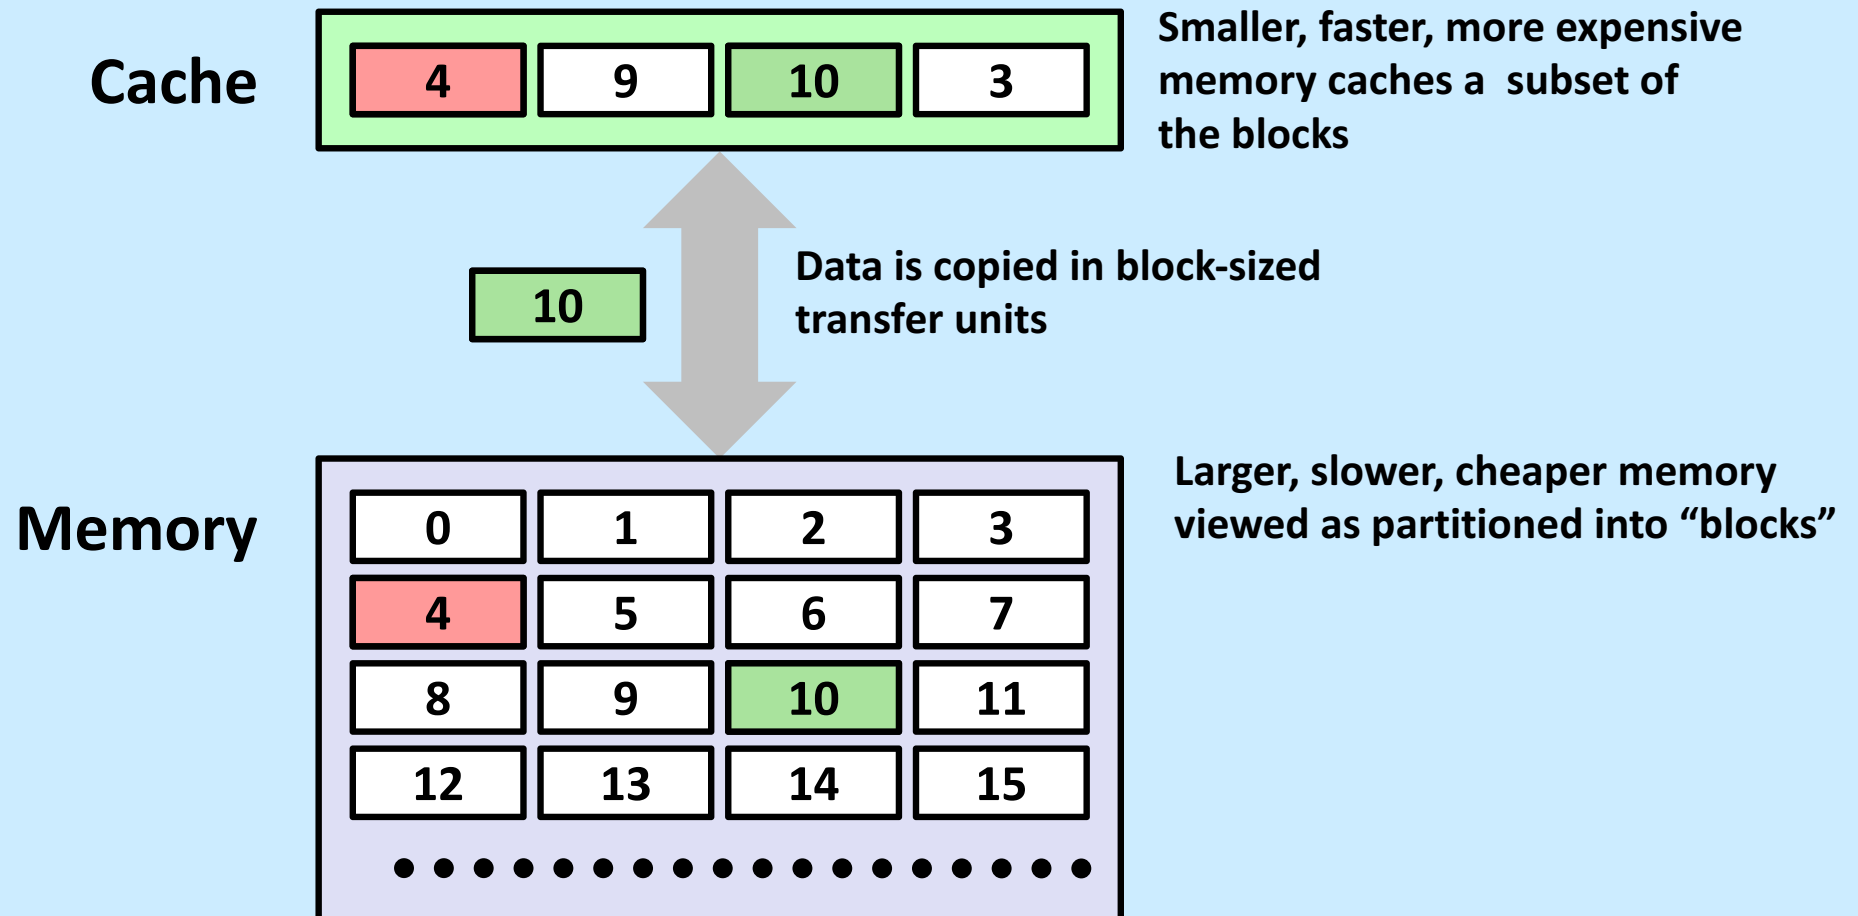 Cache
4 9 10 3
Smaller, faster, more expensive
memory caches a  subset of
the blocks
10
Data is copied in block-sized
transfer units
Memory
0 1 2 3
4 5 6 7
8 9 10 11
12 13 14 15
Larger, slower, cheaper memory
viewed as partitioned into “blocks”